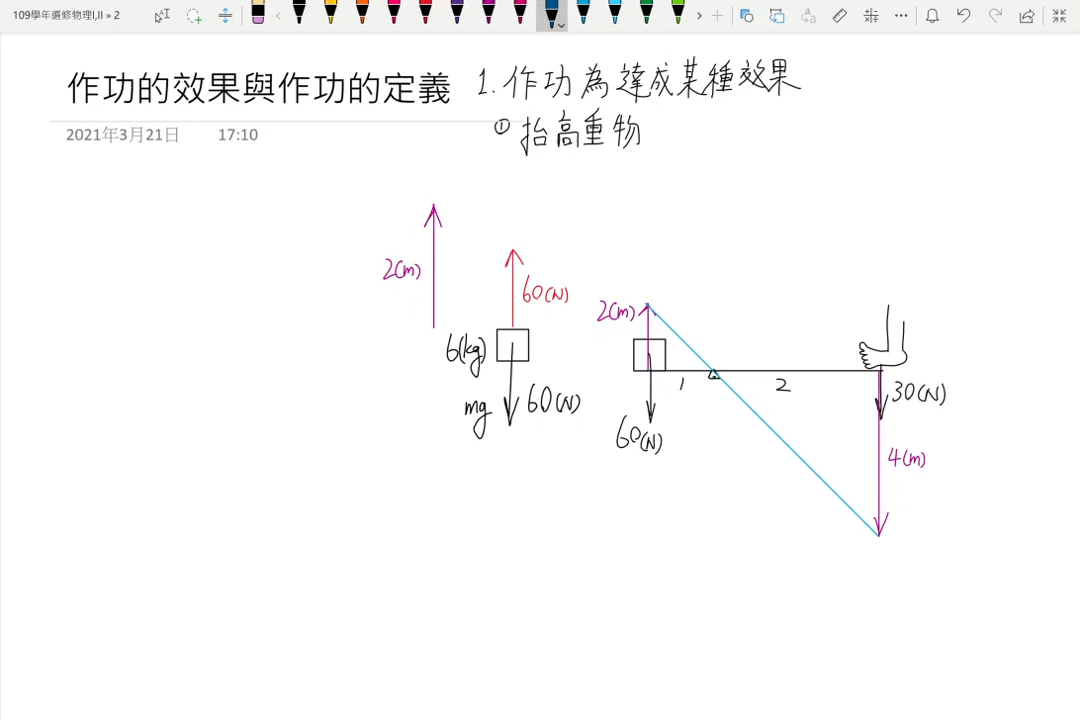 109學年選修物理I,II » 2
作功的效果與作功的定義 1.作功為達成某種效果
2021年3月21日 17:10
① 抬高重物
2(m)
60(N)
6(kg)
mg
60(N)
2(m)
1
2
60(N)
30(N)
4(m)